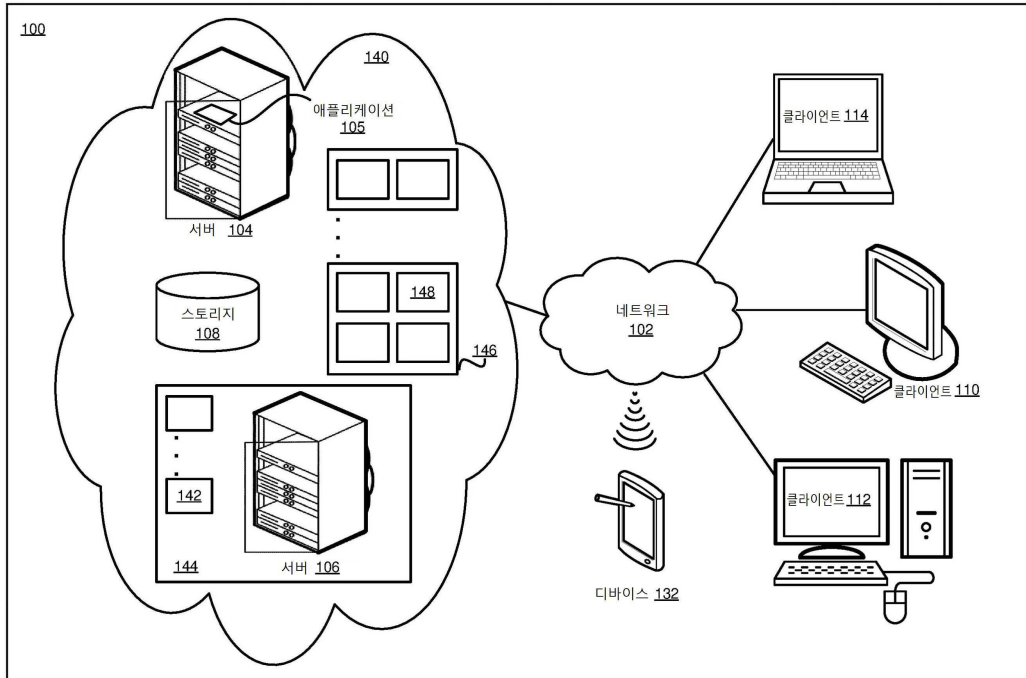 100
140
애플리케이션
105
서버 104
스토리지
108
148
146
142
144
서버 106
네트워크
102
디바이스 132
클라이언트 114
클라이언트 110
클라이언트 112